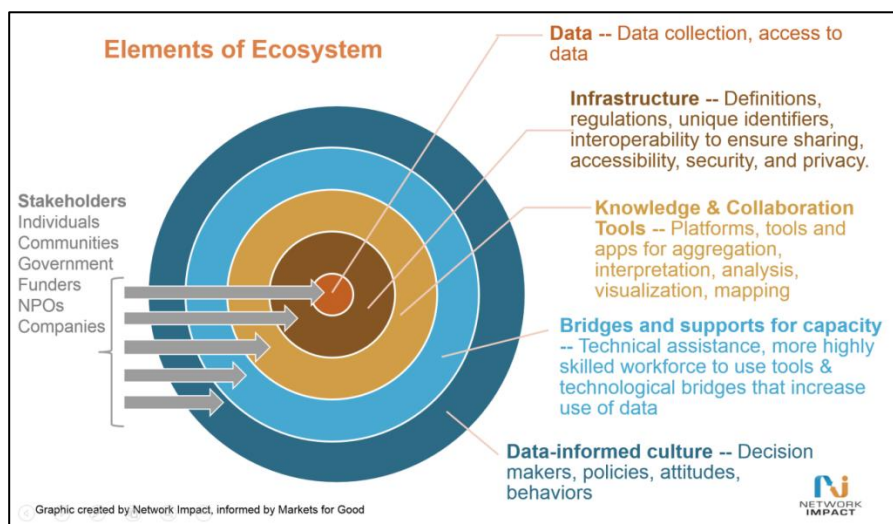 Elements of Ecosystem
Data -- Data collection, access to
data
Infrastructure -- Definitions,
regulations, unique identifiers,
interoperability to ensure sharing,
accessibility, security, and privacy.
Stakeholders
Individuals
Communities
Government
Funders
NPOs
Companies
Knowledge & Collaboration
Tools -- Platforms, tools and
apps for aggregation,
interpretation, analysis,
visualization, mapping
Bridges and supports for capacity
-- Technical assistance, more highly
skilled workforce to use tools &
technological bridges that increase
use of data
Data-informed culture -- Decision
makers, policies, attitudes,
behaviors
Graphic created by Network Impact, informed by Markets for Good
NETWORK
IMPACT